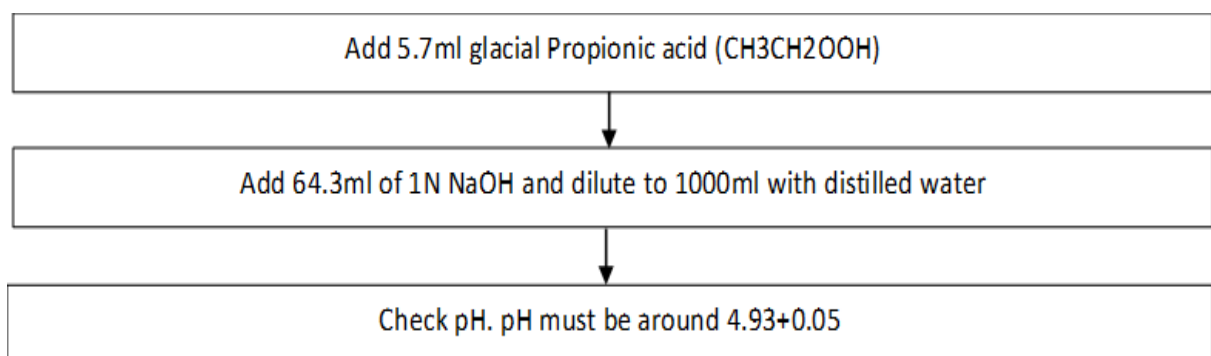 Add 5.7ml glacial Propionic acid (CH3CH2OOH)
Add 64.3ml of 1N NaOH and dilute to 1000ml with distilled water
Check pH. pH must be around 4.93+0.05